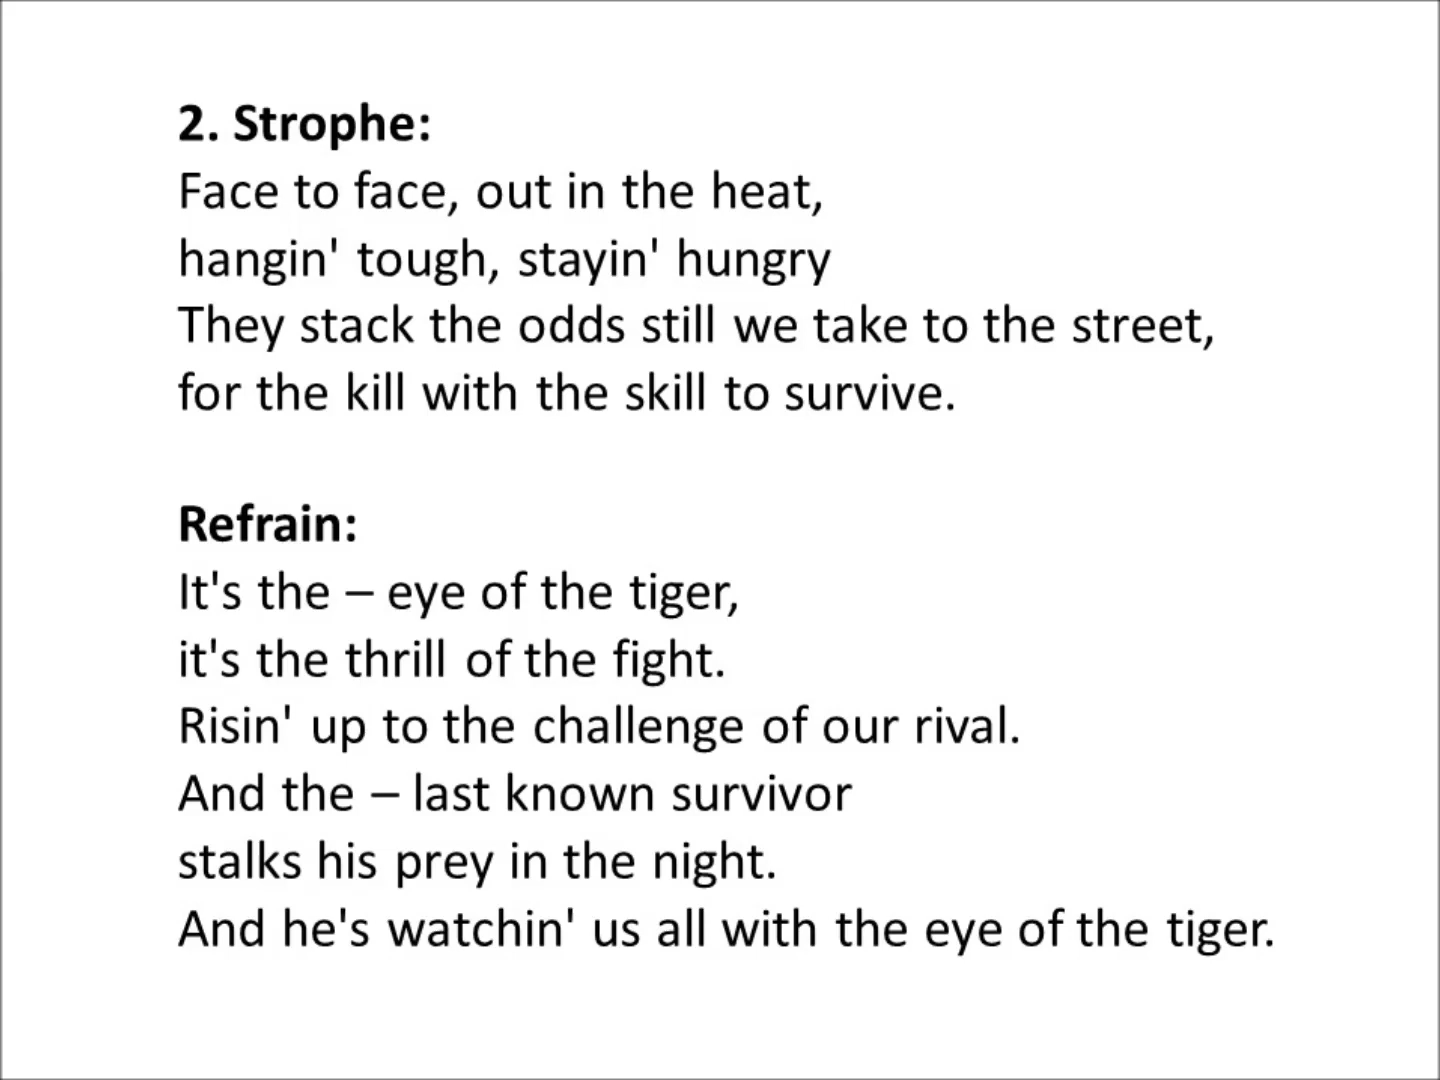 2. Strophe:
Face to face, out in the heat,
hangin' tough, stayin' hungry
They stack the odds still we take to the street,
for the kill with the skill to survive.
Refrain:
It's the – eye of the tiger,
it's the thrill of the fight.
Risin' up to the challenge of our rival.
And the – last known survivor
stalks his prey in the night.
And he's watchin' us all with the eye of the tiger.